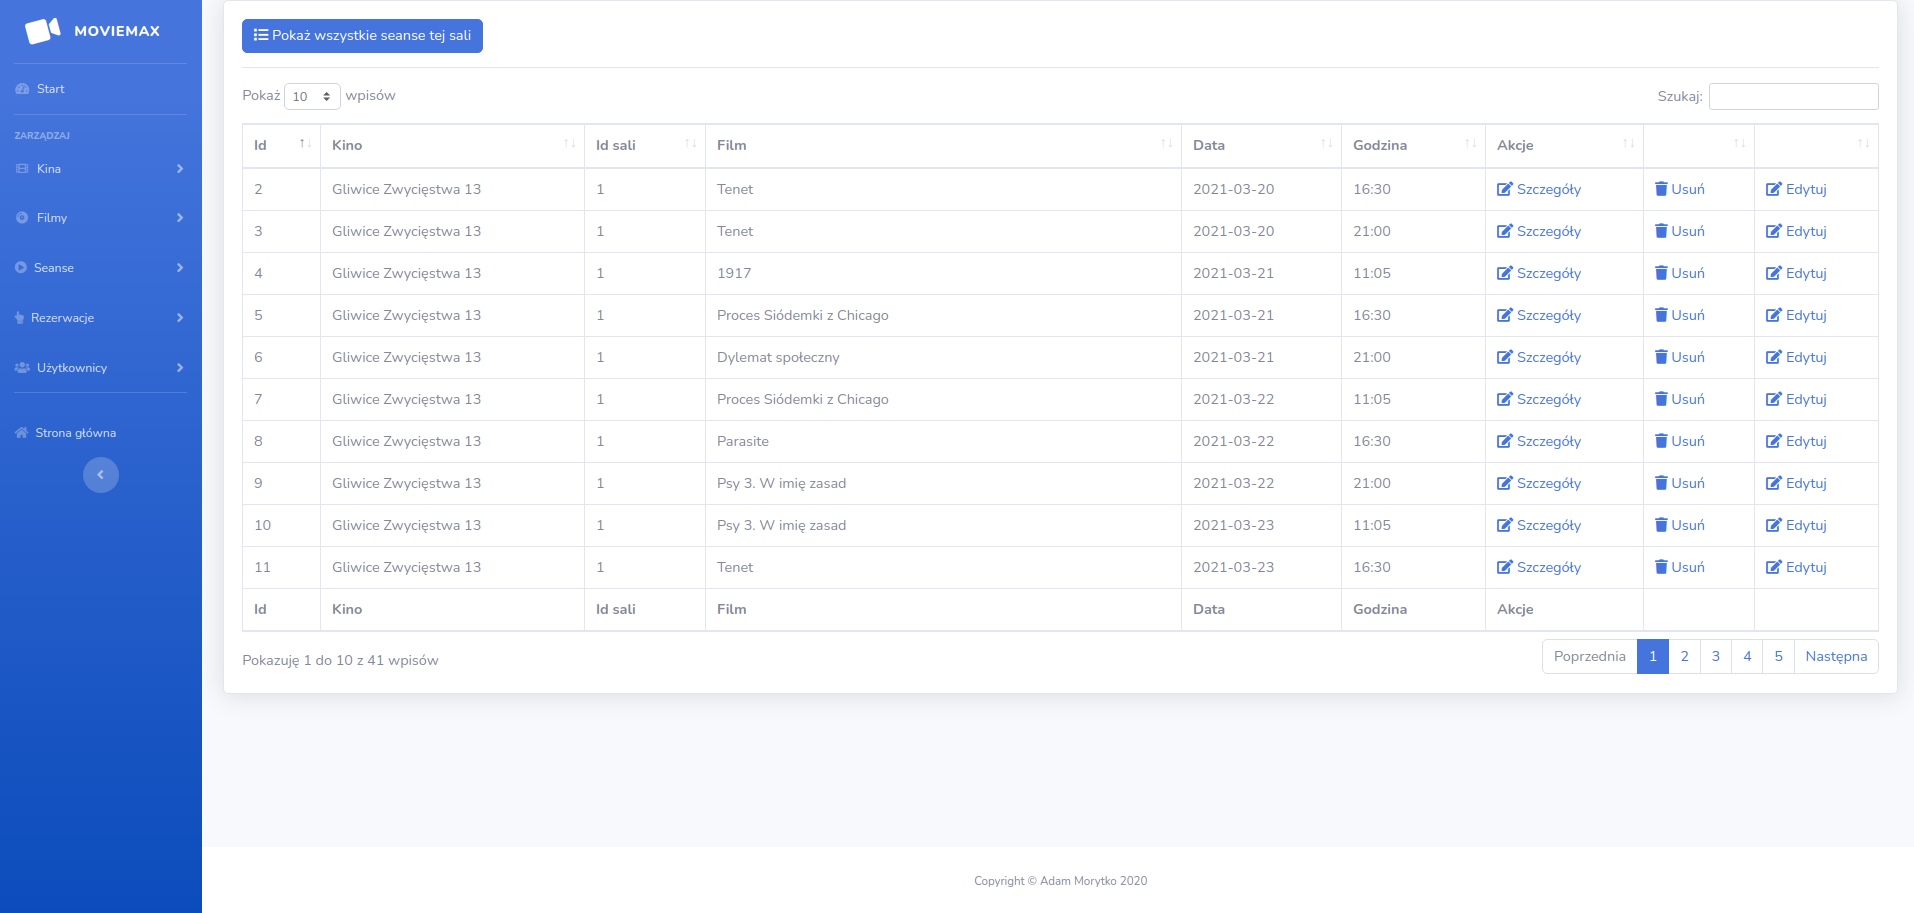 MOVIEMAX
Start
ZARZĄDZAJ
Kina
Filmy
Seanse
Rezerwacje
Użytkownicy
Strona główna
Pokaż wszystkie seanse tej sali
Pokaż 10 wpisów
Szukaj:
Id Kino Id sali Film Data Godzina Akcje
2 Gliwice Zwycięstwa 13 1 Tenet 2021-03-20 16:30 Szczegóły Usuń Edytuj
3 Gliwice Zwycięstwa 13 1 Tenet 2021-03-20 21:00 Szczegóły Usuń Edytuj
4 Gliwice Zwycięstwa 13 1 1917 2021-03-21 11:05 Szczegóły Usuń Edytuj
5 Gliwice Zwycięstwa 13 1 Proces Siódemki z Chicago 2021-03-21 16:30 Szczegóły Usuń Edytuj
6 Gliwice Zwycięstwa 13 1 Dylemat społeczny 2021-03-21 21:00 Szczegóły Usuń Edytuj
7 Gliwice Zwycięstwa 13 1 Proces Siódemki z Chicago 2021-03-22 11:05 Szczegóły Usuń Edytuj
8 Gliwice Zwycięstwa 13 1 Parasite 2021-03-22 16:30 Szczegóły Usuń Edytuj
9 Gliwice Zwycięstwa 13 1 Psy 3. W imię zasad 2021-03-22 21:00 Szczegóły Usuń Edytuj
10 Gliwice Zwycięstwa 13 1 Psy 3. W imię zasad 2021-03-23 11:05 Szczegóły Usuń Edytuj
11 Gliwice Zwycięstwa 13 1 Tenet 2021-03-23 16:30 Szczegóły Usuń Edytuj
Id Kino Id sali Film Data Godzina Akcje
Pokazuję 1 do 10 z 41 wpisów
Poprzednia 1 2 3 4 5 Następna
Copyright © Adam Morytko 2020